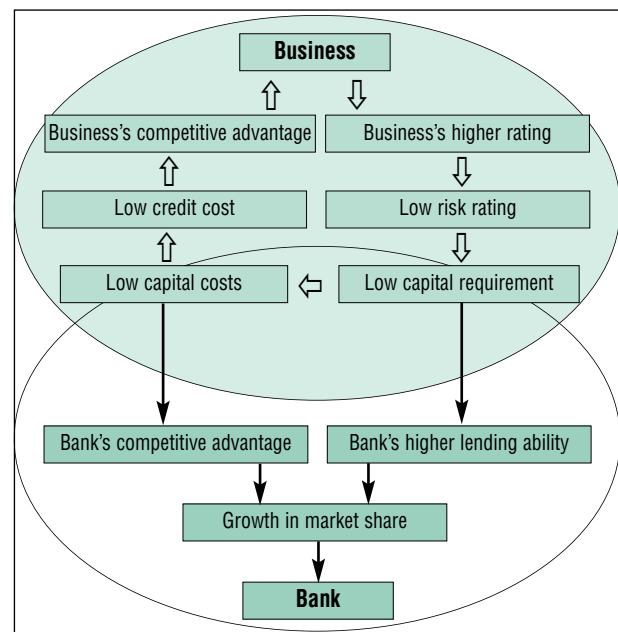 Business
Business's competitive advantage
Business's higher rating
Low credit cost
Low risk rating
Low capital costs
Low capital requirement
Bank's competitive advantage
Bank's higher lending ability
Growth in market share
Bank